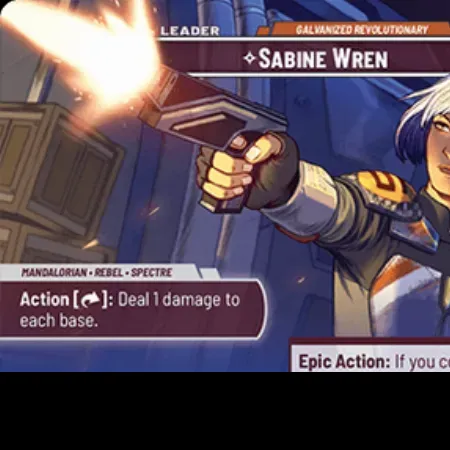 LEADER
GALVANIZED REVOLUTIONARY
✧SABINE WREN
MANDALORIAN • REBEL • SPECTRE
Action [↷]: Deal 1 damage to
each base.
Epic Action: If you c